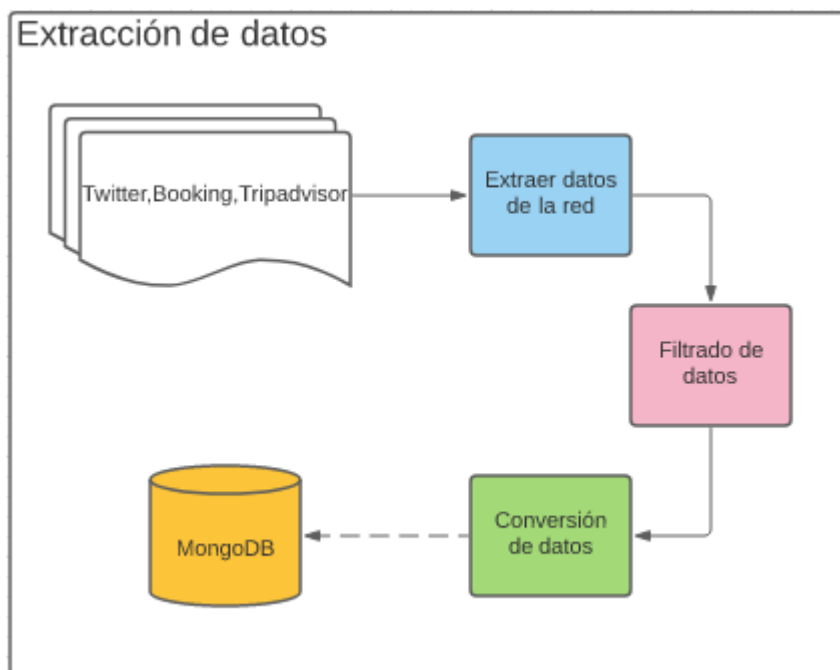 Extracción de datos
Twitter,Booking,Tripadvisor
Extraer datos
de la red
Filtrado de
datos
Conversión
de datos
MongoDB